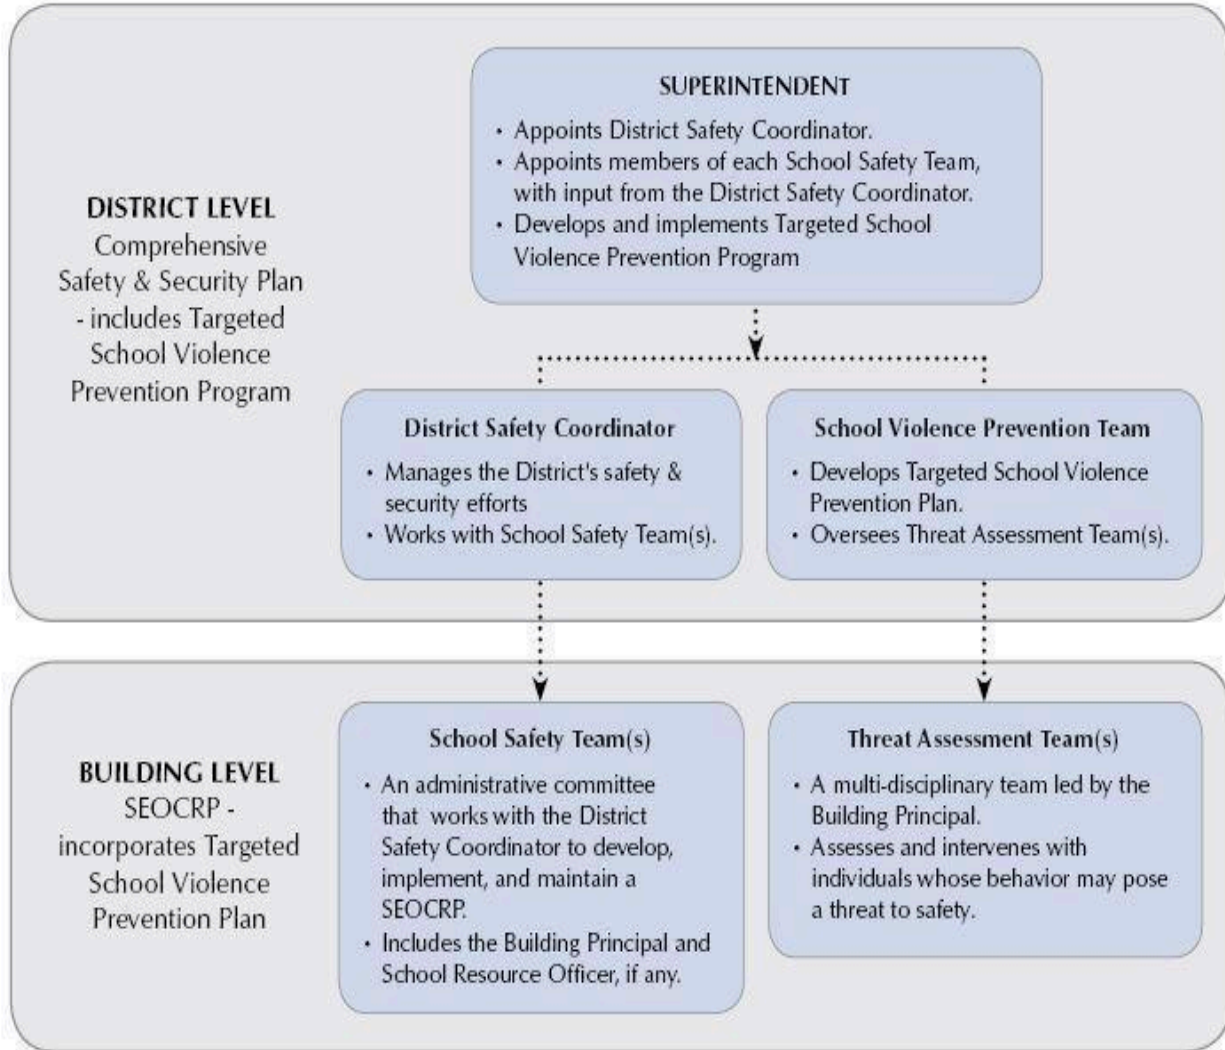 DISTRICT LEVEL
Comprehensive
Safety & Security Plan
- includes Targeted
School Violence
Prevention Program
SUPERINTENDENT
• Appoints District Safety Coordinator.
• Appoints members of each School Safety Team,
with input from the District Safety Coordinator.
• Develops and implements Targeted School
Violence Prevention Program
District Safety Coordinator
• Manages the District's safety &
security efforts
• Works with School Safety Team(s).
School Violence Prevention Team
• Develops Targeted School Violence
Prevention Plan.
• Oversees Threat Assessment Team(s).
BUILDING LEVEL
SEOCRP -
incorporates Targeted
School Violence
Prevention Plan
School Safety Team(s)
• An administrative committee
that works with the District
Safety Coordinator to develop,
implement, and maintain a
SEOCRP.
• Includes the Building Principal and
School Resource Officer, if any.
Threat Assessment Team(s)
• A multi-disciplinary team led by the
Building Principal.
• Assesses and intervenes with
individuals whose behavior may pose
a threat to safety.